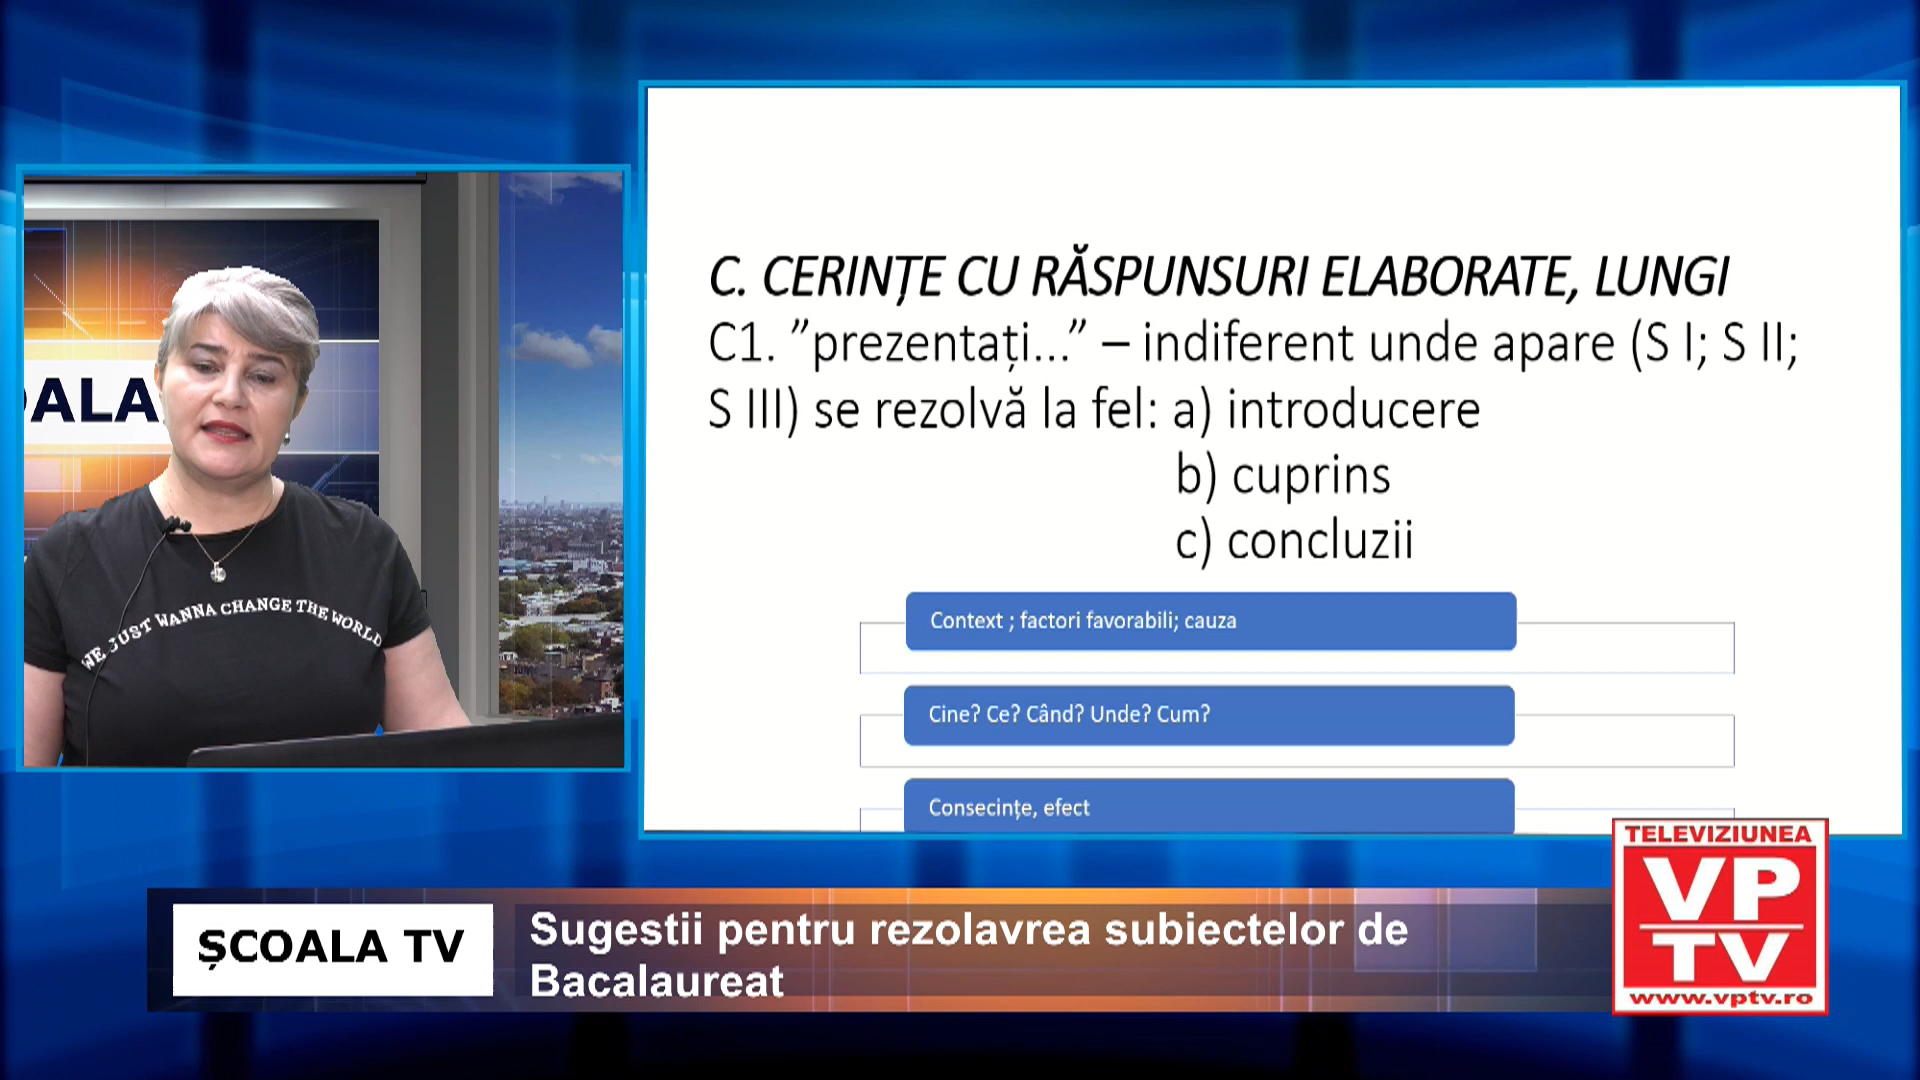 C. CERINȚE CU RĂSPUNSURI ELABORATE, LUNGI
C1. ”prezentați...” – indiferent unde apare (S I; S II;
S III) se rezolvă la fel: a) introducere
b) cuprins
c) concluzii
Context ; factori favorabili; cauza
Cine? Ce? Când? Unde? Cum?
Consecințe, efect
OALA
WE JUST WANNA CHANGE THE WORLD
ȘCOALA TV
Sugestii pentru rezolavrea subiectelor de
Bacalaureat
TELEVIZIUNEA
VP
TV
www.vptv.ro